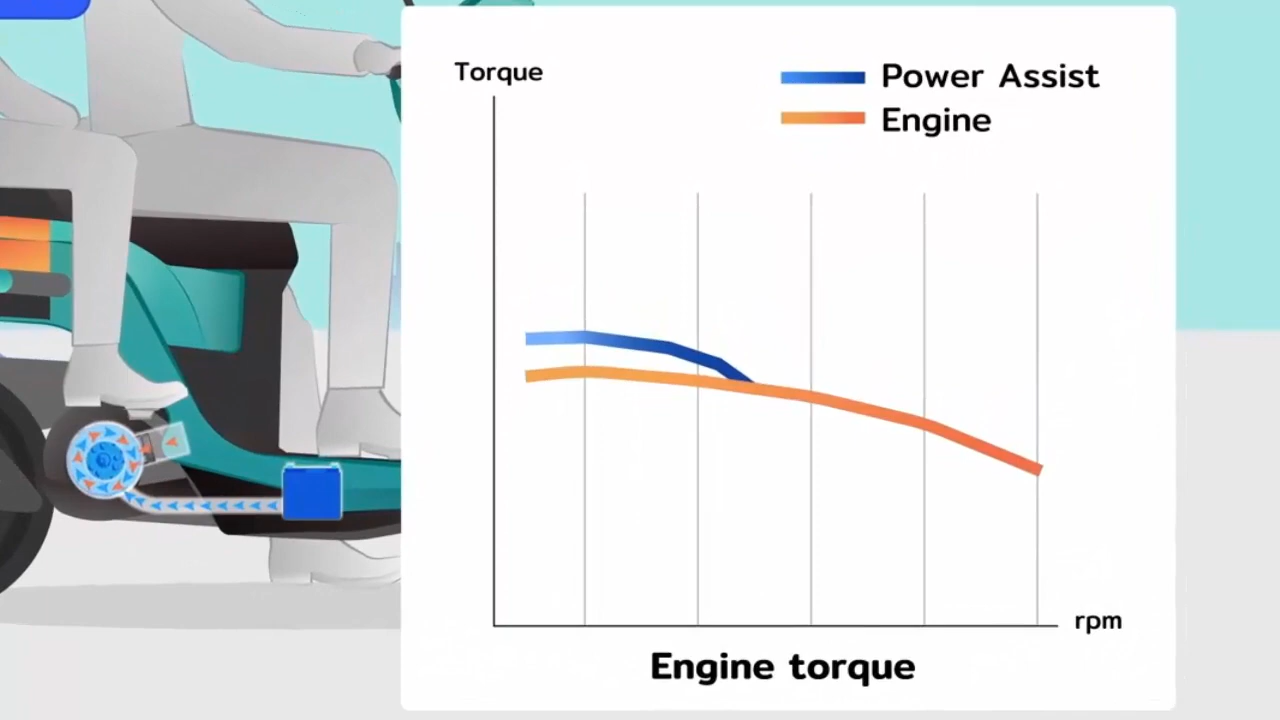 Torque
Power Assist
Engine
rpm
Engine torque